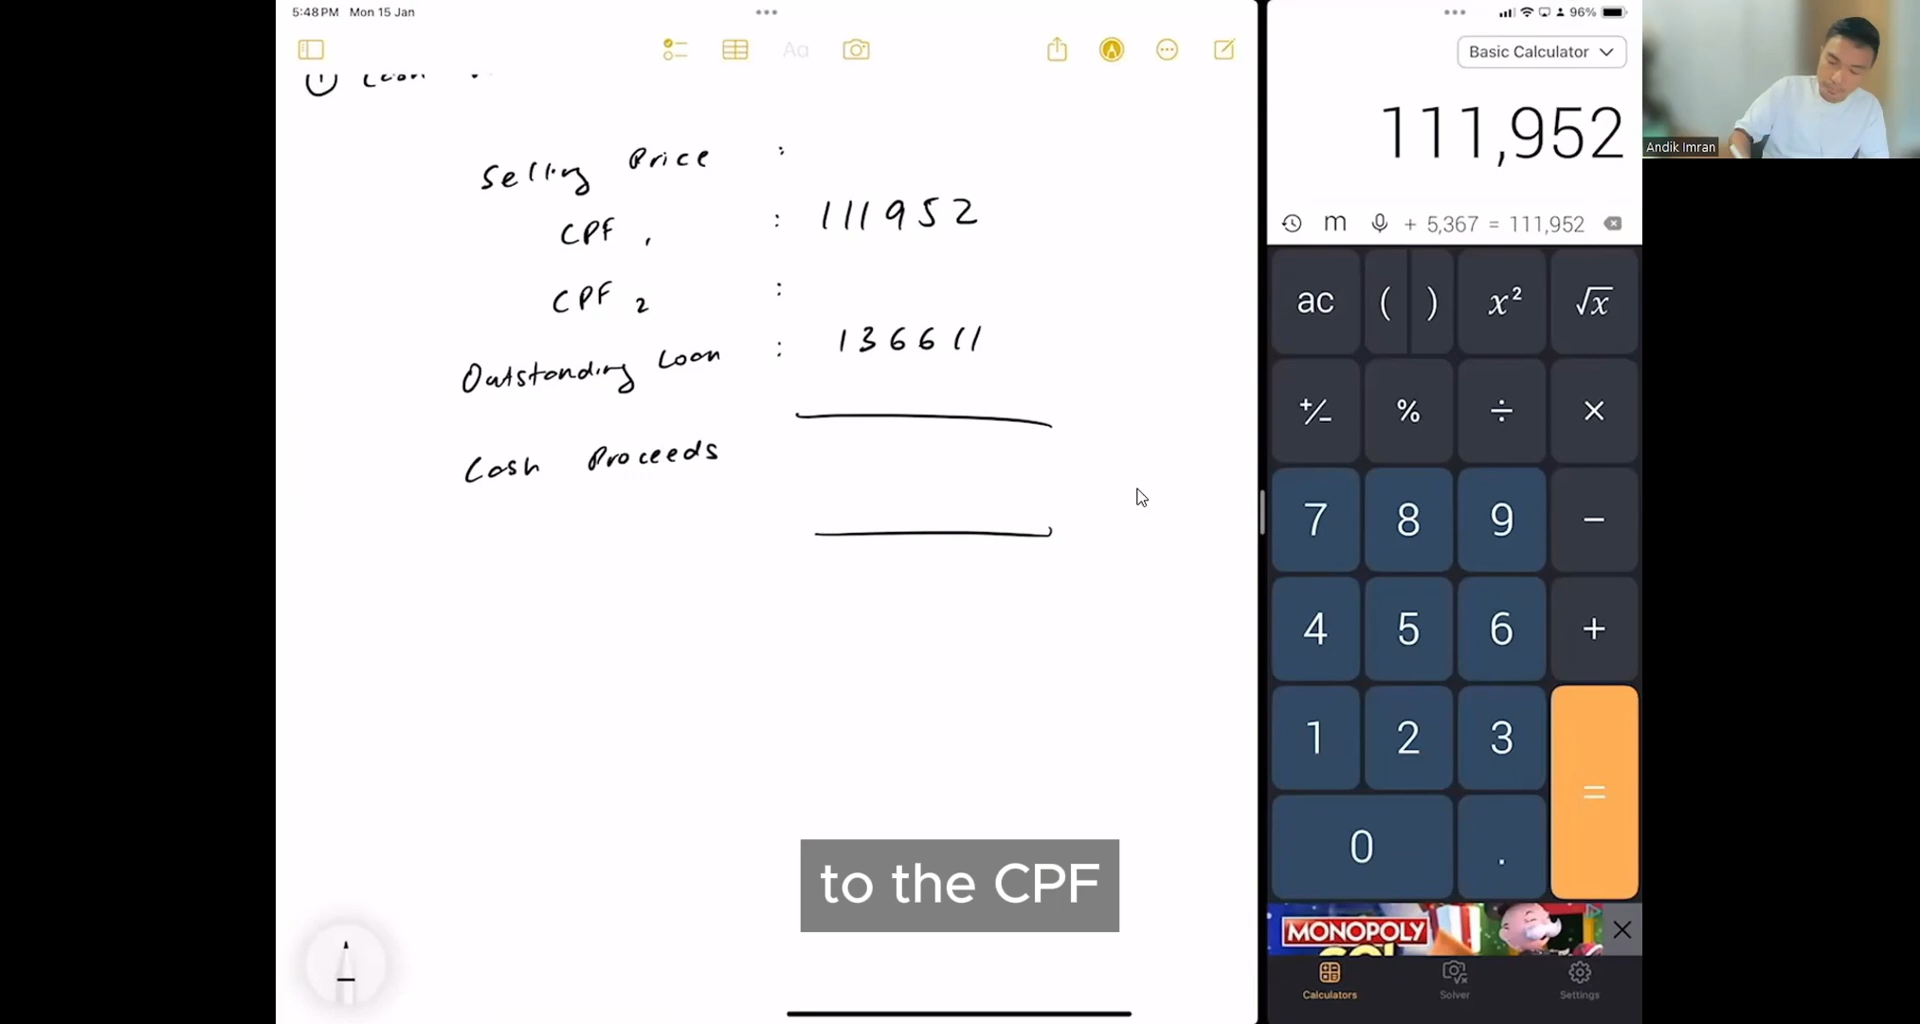 5:48 PM Mon 15 Jan
96%
Basic Calculator
Aa
111,952
Andik Imran
m + 5,367 = 111,952
Selling Price :
CPF 1 : 111952
CPF 2 :
Outstanding Loan : 136611
Cash Proceeds
ac ( ) x² √x
+/- % ÷ ×
7 8 9 −
4 5 6 +
1 2 3 =
0 .
to the CPF
MONOPOLY
Calculators Solver Settings